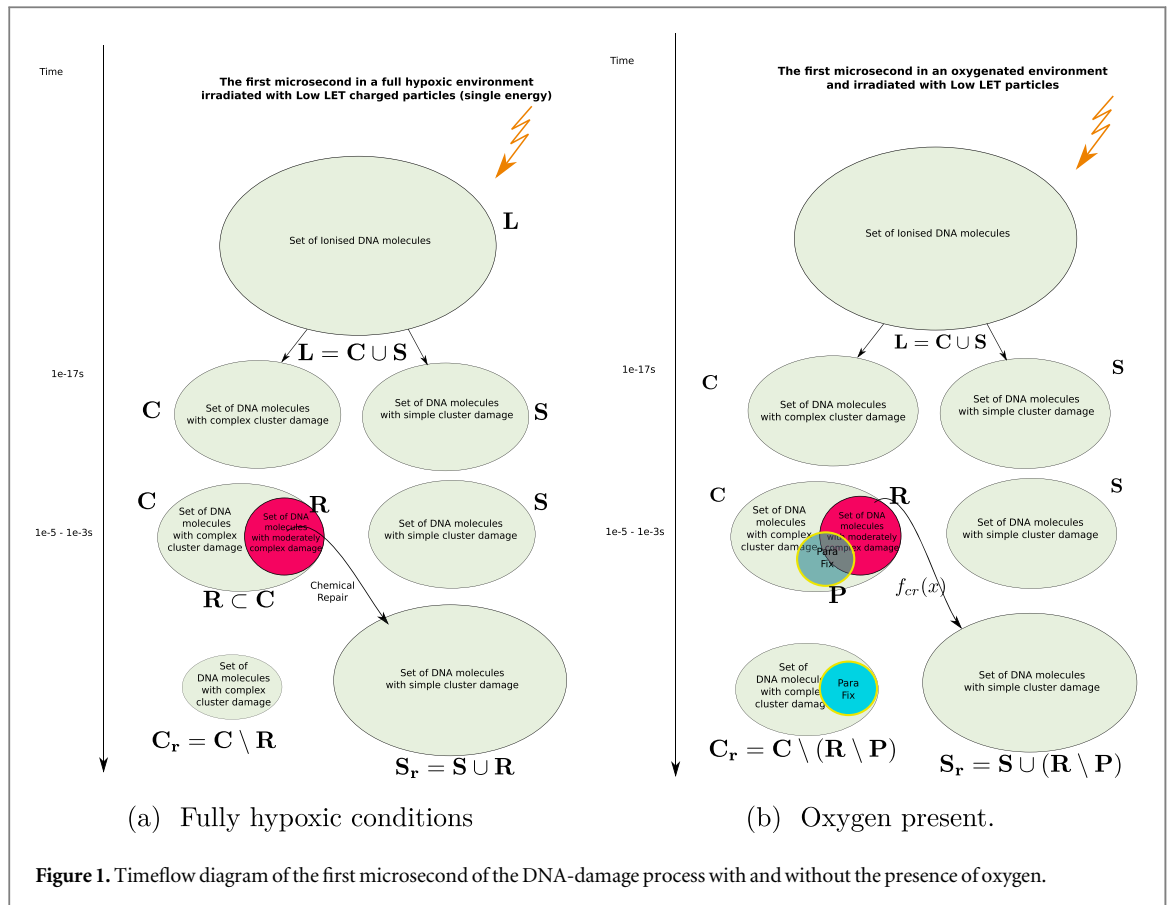 Time
The first microsecond in a full hypoxic environment
irradiated with Low LET charged particles (single energy)
L
Set of Ionised DNA molecules
L = C ∪ S
1e-17s
C
Set of DNA molecules
with complex cluster damage
Set of DNA molecules
with simple cluster damage
S
C
Set of DNA
molecules
with complex
cluster damage
R
Set of DNA
molecules
with moderately
complex damage
S
Set of DNA molecules
with simple cluster damage
1e-5 - 1e-3s
R ⊂ C
Chemical
Repair
Set of
DNA molecules
with complex
cluster damage
Set of DNA molecules
with simple cluster damage
C_r = C \ R
S_r = S ∪ R
(a) Fully hypoxic conditions
Time
The first microsecond in an oxygenated environment
and irradiated with Low LET particles
Set of Ionised DNA molecules
L = C ∪ S
1e-17s
C
Set of DNA molecules
with complex cluster damage
Set of DNA molecules
with simple cluster damage
S
C
Set of DNA
molecules
with complex
cluster damage
R
Set of DNA
molecules
with moderately
complex damage
S
Set of DNA molecules
with simple cluster damage
1e-5 - 1e-3s
Para
Fix
P
f_cr(x)
Set of
DNA molecules
with complex
cluster damage
Para
Fix
Set of DNA molecules
with simple cluster damage
C_r = C \ (R \ P)
S_r = S ∪ (R \ P)
(b) Oxygen present.
Figure 1. Timeflow diagram of the first microsecond of the DNA-damage process with and without the presence of oxygen.